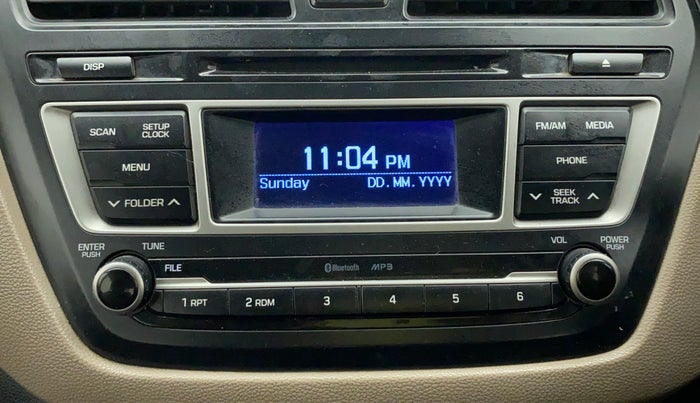 DISP
SCAN
SETUP
CLOCK
MENU
FOLDER
11:04 PM
Sunday DD.MM.YYYY
FM/AM MEDIA
PHONE
SEEK
TRACK
ENTER
PUSH
TUNE
FILE
Bluetooth MP3
VOL
POWER
PUSH
1 RPT
2 RDM
3
4
5
6